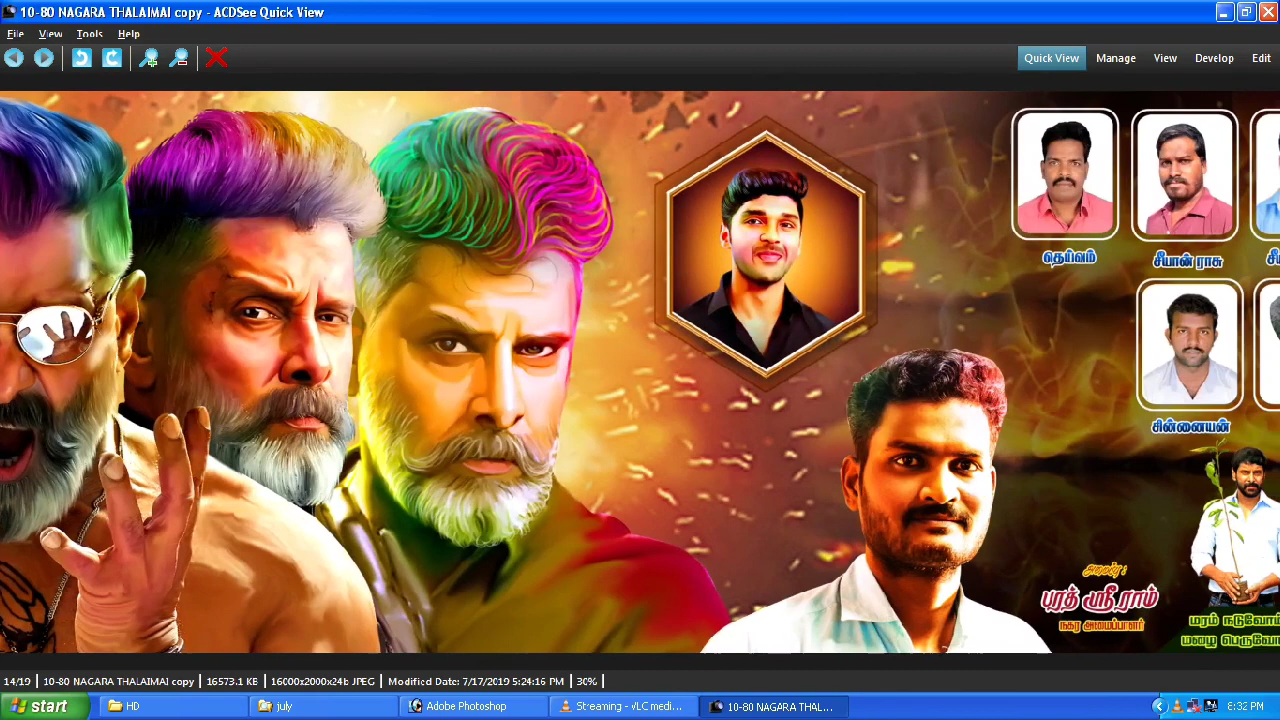 10-80 NAGARA THALAIMAI copy - ACDSee Quick View
File View Tools Help
Quick View Manage View Develop Edit
தெய்வம் சீயான் ராசு
சின்னையன்
அமைப்பு :
பரத் ஸ்ரீ ராம்
நகர அமைப்பாளர்
மரம் நடுவோம்
மழை பெருவோ
14/19 10-80 NAGARA THALAIMAI copy 16573.1 KB 16000x2000x24b JPEG Modified Date: 7/17/2019 5:24:16 PM 30%
start HD july Adobe Photoshop Streaming - VLC medi... 10-80 NAGARA THAL... 8:32 PM